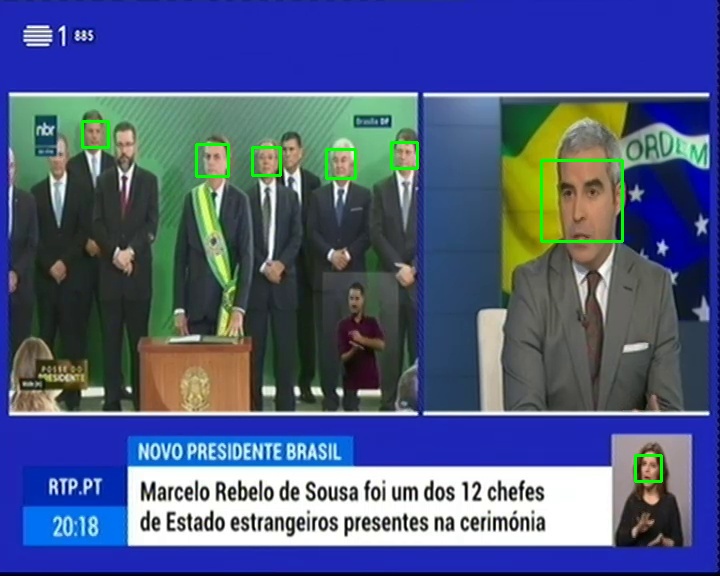 1 885
nbr
Brasília DF
ORDEM
POSSE DO
PRESIDENTE
NOVO PRESIDENTE BRASIL
RTP.PT
Marcelo Rebelo de Sousa foi um dos 12 chefes
20:18
de Estado estrangeiros presentes na cerimónia